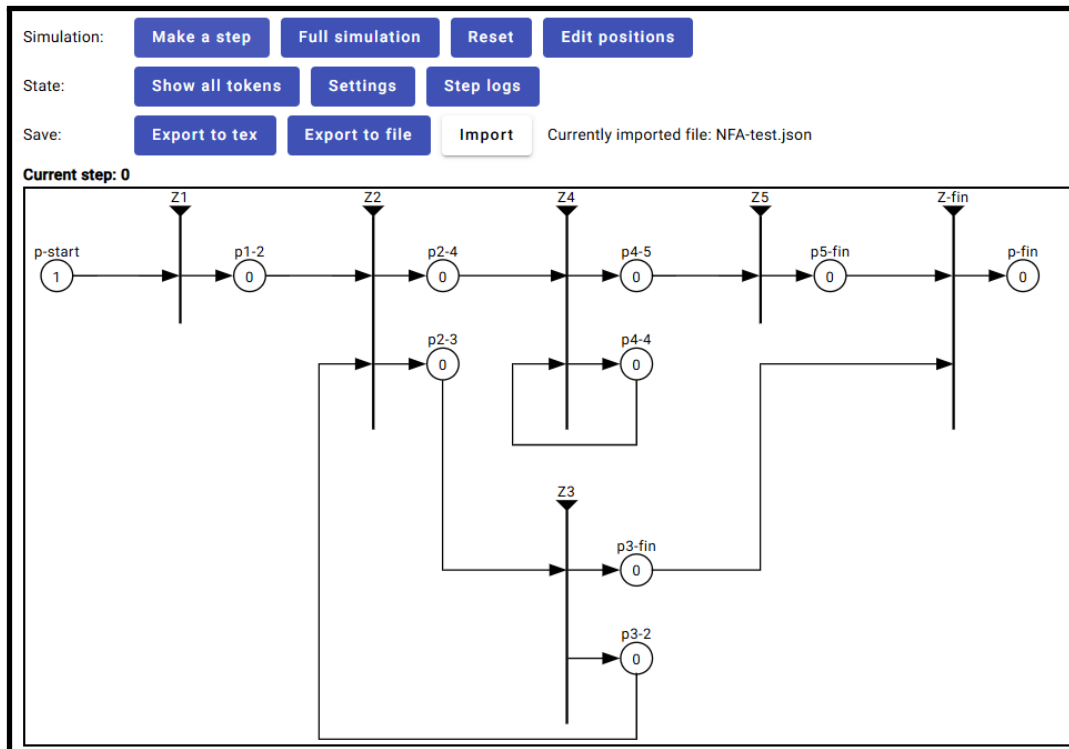 Simulation: Make a step Full simulation Reset Edit positions
State: Show all tokens Settings Step logs
Save: Export to tex Export to file Import Currently imported file: NFA-test.json
Current step: 0
Z1 Z2 Z4 Z5 Z-fin
p-start p1-2 p2-4 p4-5 p5-fin p-fin
1 0 0 0 0 0
p2-3 p4-4
0 0
Z3
p3-fin
0
p3-2
0